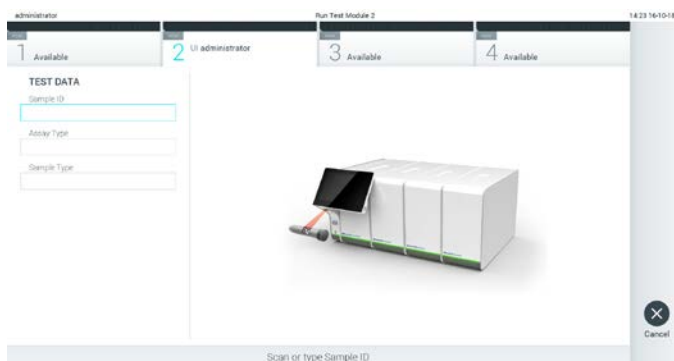 administrator
Run Test Module 2
14:23 16-10-18
1 Available
2 UI administrator
3 Available
4 Available
TEST DATA
Sample ID
Assay Type
Sample Type
Cancel
Scan or type Sample ID